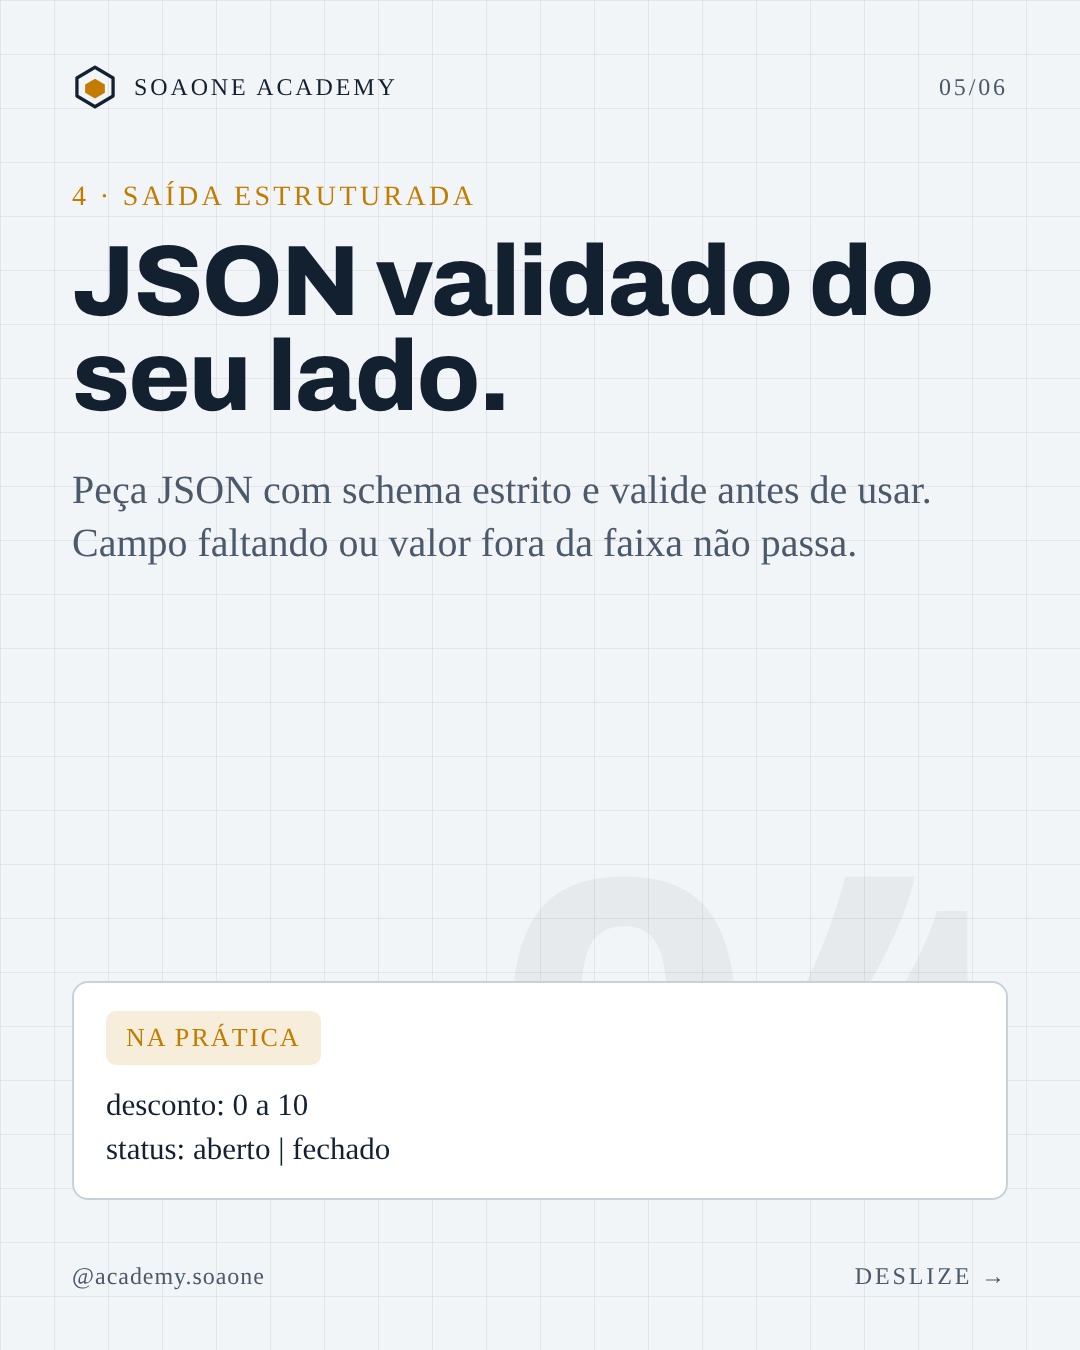 SOAONE ACADEMY
05/06
4 · SAÍDA ESTRUTURADA
JSON validado do
seu lado.
Peça JSON com schema estrito e valide antes de usar.
Campo faltando ou valor fora da faixa não passa.
04
NA PRÁTICA
desconto: 0 a 10
status: aberto | fechado
@academy.soaone
DESLIZE →